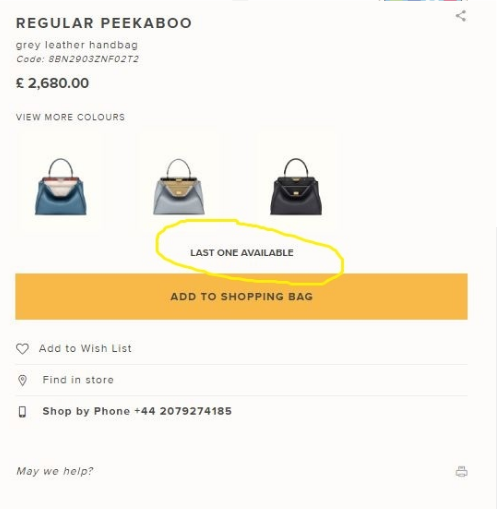 REGULAR PEEKABOO
grey leather handbag
Code: 8BN2903ZNF02T2
£ 2,680.00
VIEW MORE COLOURS
LAST ONE AVAILABLE
ADD TO SHOPPING BAG
Add to Wish List
Find in store
Shop by Phone +44 2079274185
May we help?